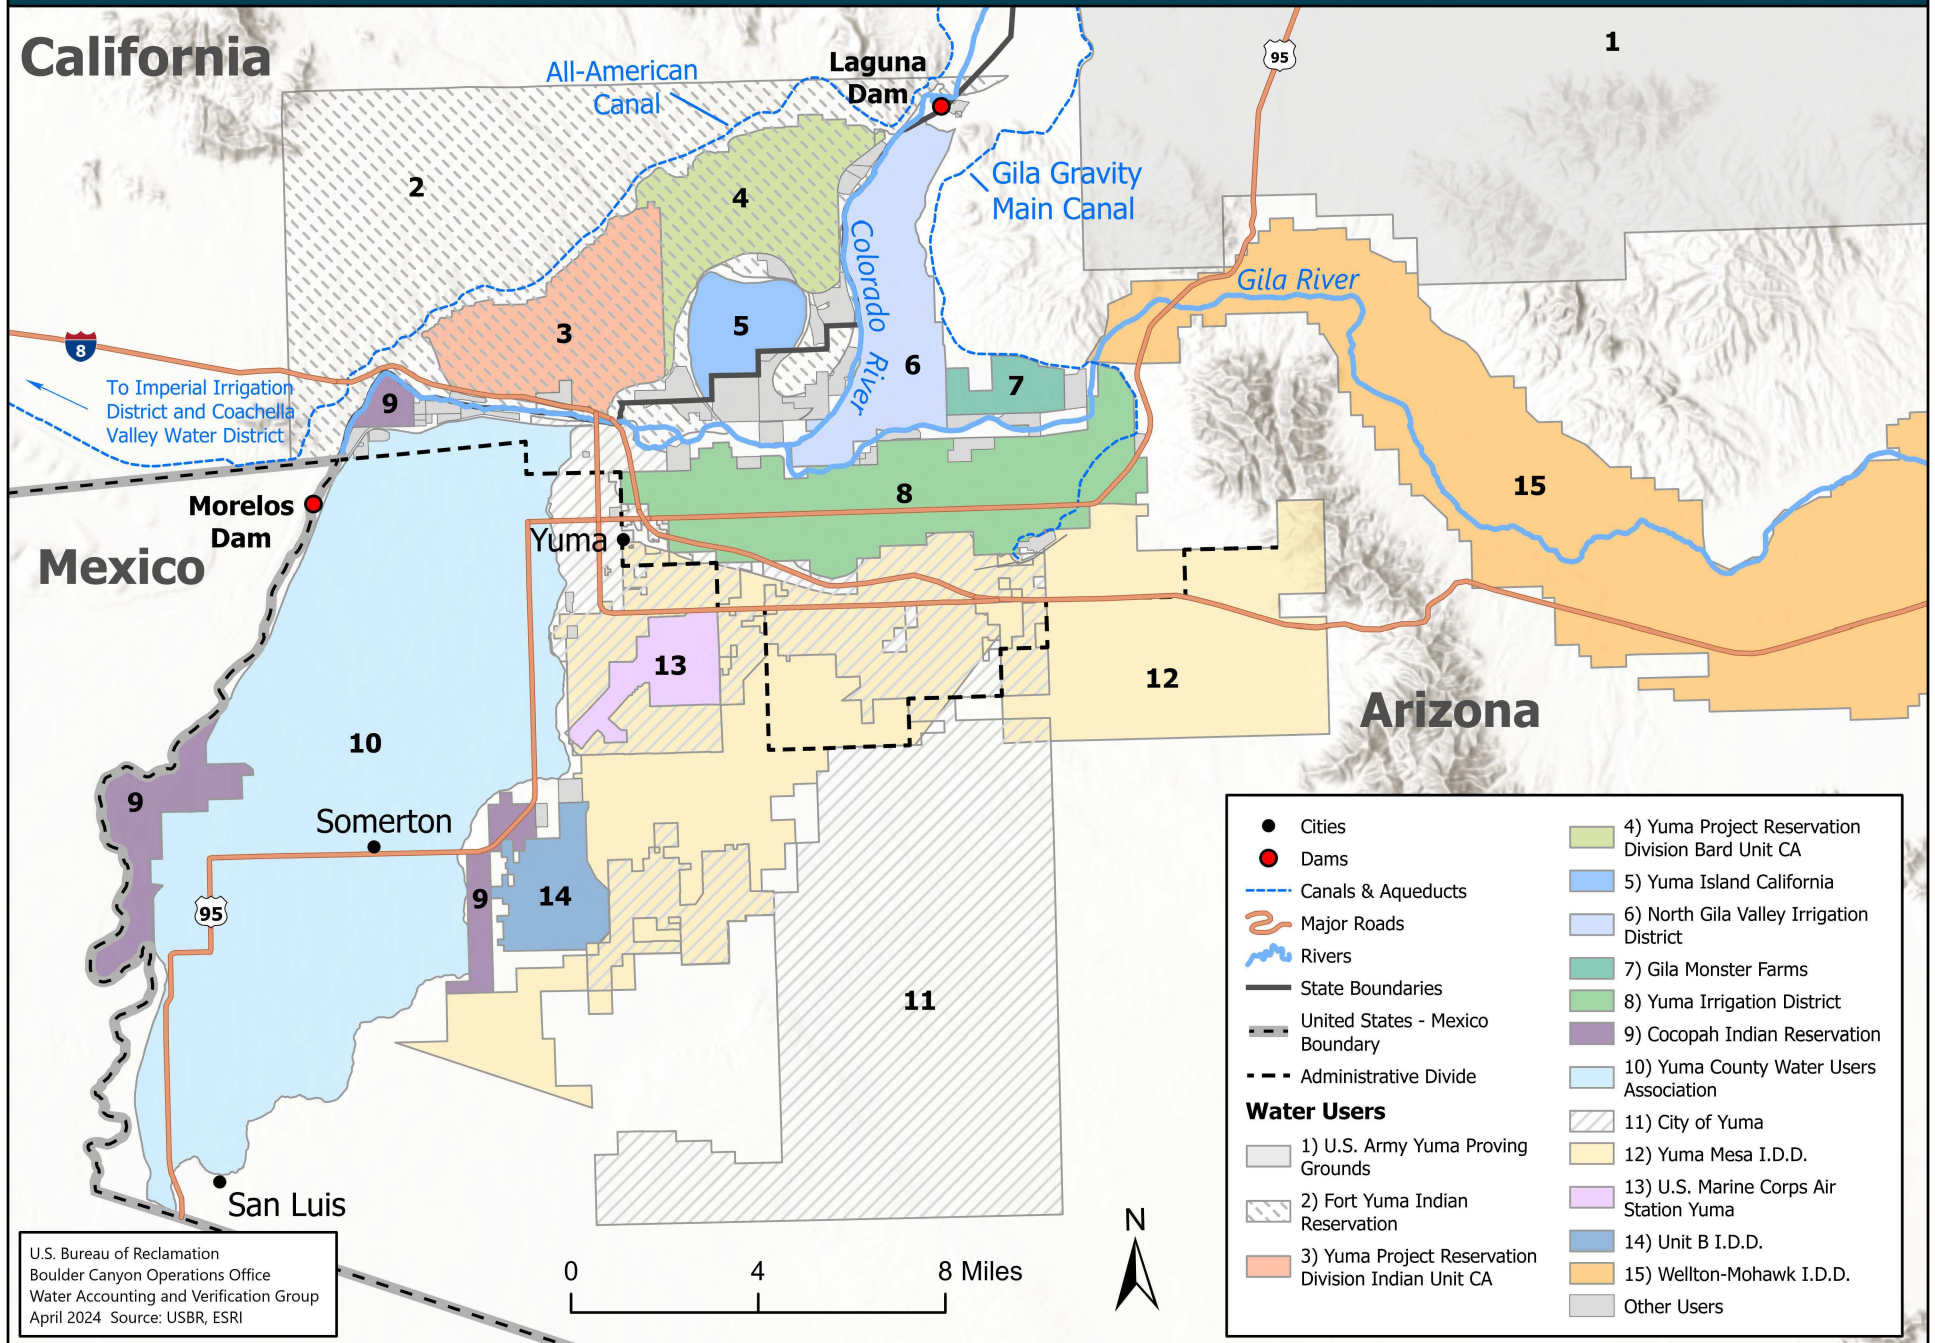 California
Laguna
Dam
All-American
Canal
95
1
2
4
Gila Gravity
Main Canal
Colorado
River
Gila River
3
5
6
7
8
9
To Imperial Irrigation
District and Coachella
Valley Water District
Morelos
Dam
Mexico
Yuma
8
15
13
12
Arizona
10
9
Somerton
95
9
14
11
San Luis
U.S. Bureau of Reclamation
Boulder Canyon Operations Office
Water Accounting and Verification Group
April 2024 Source: USBR, ESRI
0 4 8 Miles
N
Cities
Dams
Canals & Aqueducts
Major Roads
Rivers
State Boundaries
United States - Mexico
Boundary
Administrative Divide
Water Users
1) U.S. Army Yuma Proving
Grounds
2) Fort Yuma Indian
Reservation
3) Yuma Project Reservation
Division Indian Unit CA
4) Yuma Project Reservation
Division Bard Unit CA
5) Yuma Island California
6) North Gila Valley Irrigation
District
7) Gila Monster Farms
8) Yuma Irrigation District
9) Cocopah Indian Reservation
10) Yuma County Water Users
Association
11) City of Yuma
12) Yuma Mesa I.D.D.
13) U.S. Marine Corps Air
Station Yuma
14) Unit B I.D.D.
15) Wellton-Mohawk I.D.D.
Other Users